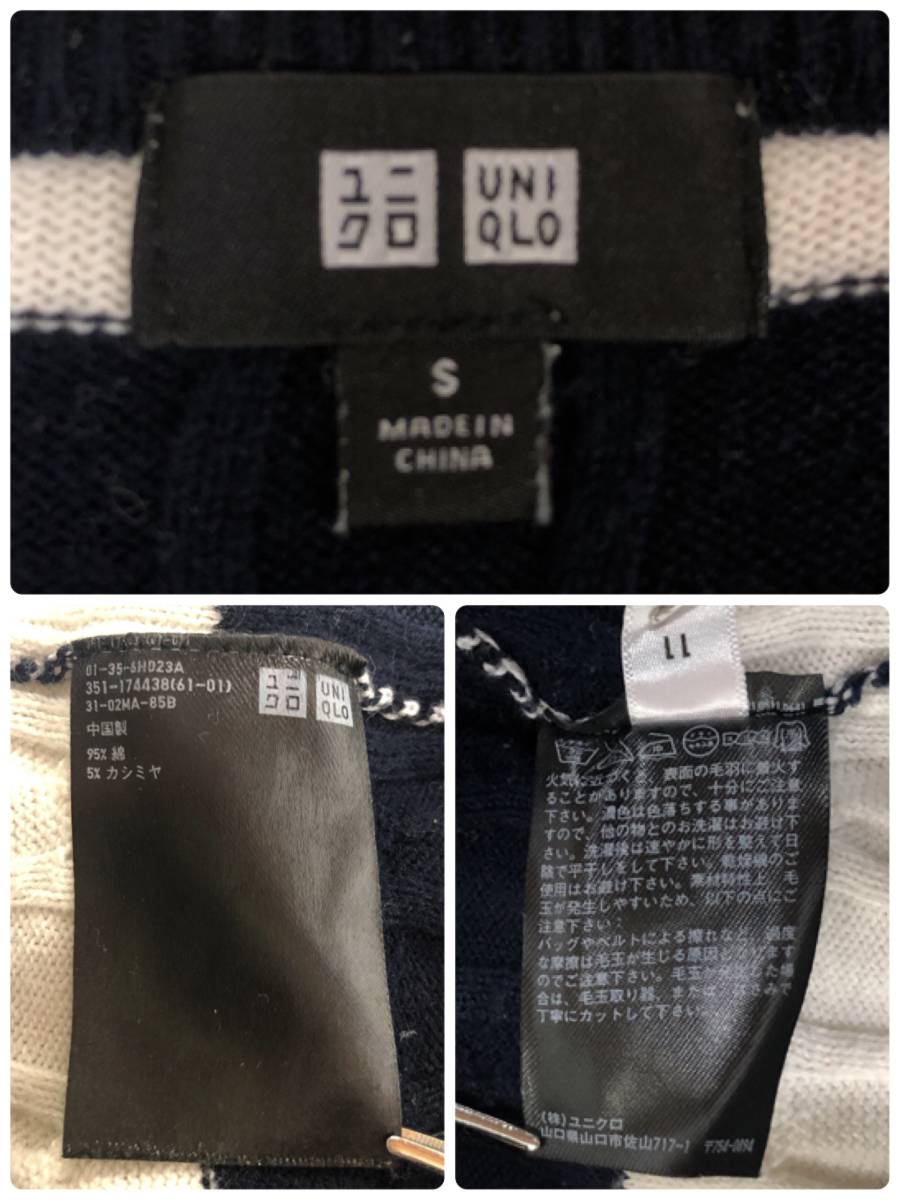 ユニ
クロ
UNI
QLO
S
MADE IN
CHINA
01-35-6HD23A
351-174438(61-01)
31-02MA-85B
中国製
95% 綿
5% カシミヤ
ユニ
クロ
UNI
QLO
11
火気に近づくと、表面の毛羽に着火す
ることがありますので、十分にご注意
下さい。濃色は色落ちする事がありま
すので、他の物とのお洗濯はお避け下
さい。洗濯後は速やかに形を整えて日
陰で平干しをして下さい。乾燥機のご
使用はお避け下さい。素材特性上、毛
玉が発生しやすいため、以下の点にご
注意下さい：
バッグやベルトによる擦れなど、過度
な摩擦は毛玉が生じる原因となります
のでご注意下さい。毛玉が発生した場
合は、毛玉取り器、または
で
丁寧にカットして下さい。
(株)ユニクロ
山口県山口市佐山717-1 〒754-0894